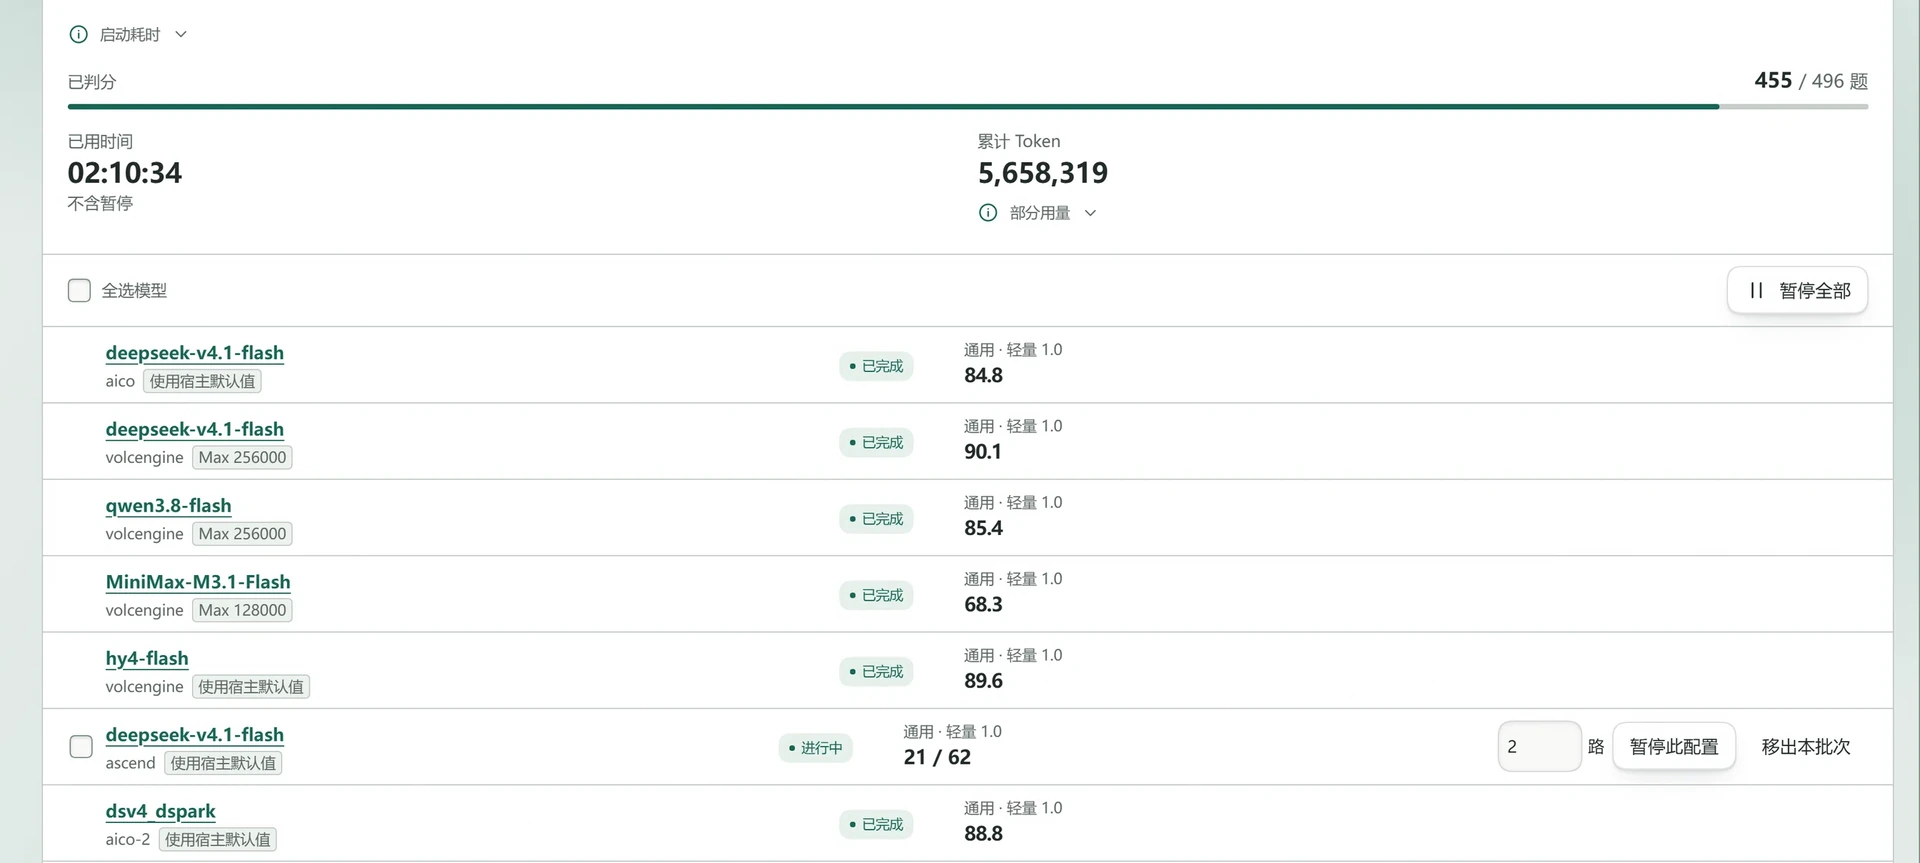 启动耗时
已判分
455 / 496 题
已用时间
02:10:34
不含暂停
累计 Token
5,658,319
部分用量
全选模型
暂停全部
deepseek-v4.1-flash
aico 使用宿主默认值
已完成
通用 · 轻量 1.0
84.8
deepseek-v4.1-flash
volcengine Max 256000
已完成
通用 · 轻量 1.0
90.1
qwen3.8-flash
volcengine Max 256000
已完成
通用 · 轻量 1.0
85.4
MiniMax-M3.1-Flash
volcengine Max 128000
已完成
通用 · 轻量 1.0
68.3
hy4-flash
volcengine 使用宿主默认值
已完成
通用 · 轻量 1.0
89.6
deepseek-v4.1-flash
ascend 使用宿主默认值
进行中
通用 · 轻量 1.0
21 / 62
2 路
暂停此配置
移出本批次
dsv4_dspark
aico-2 使用宿主默认值
已完成
通用 · 轻量 1.0
88.8